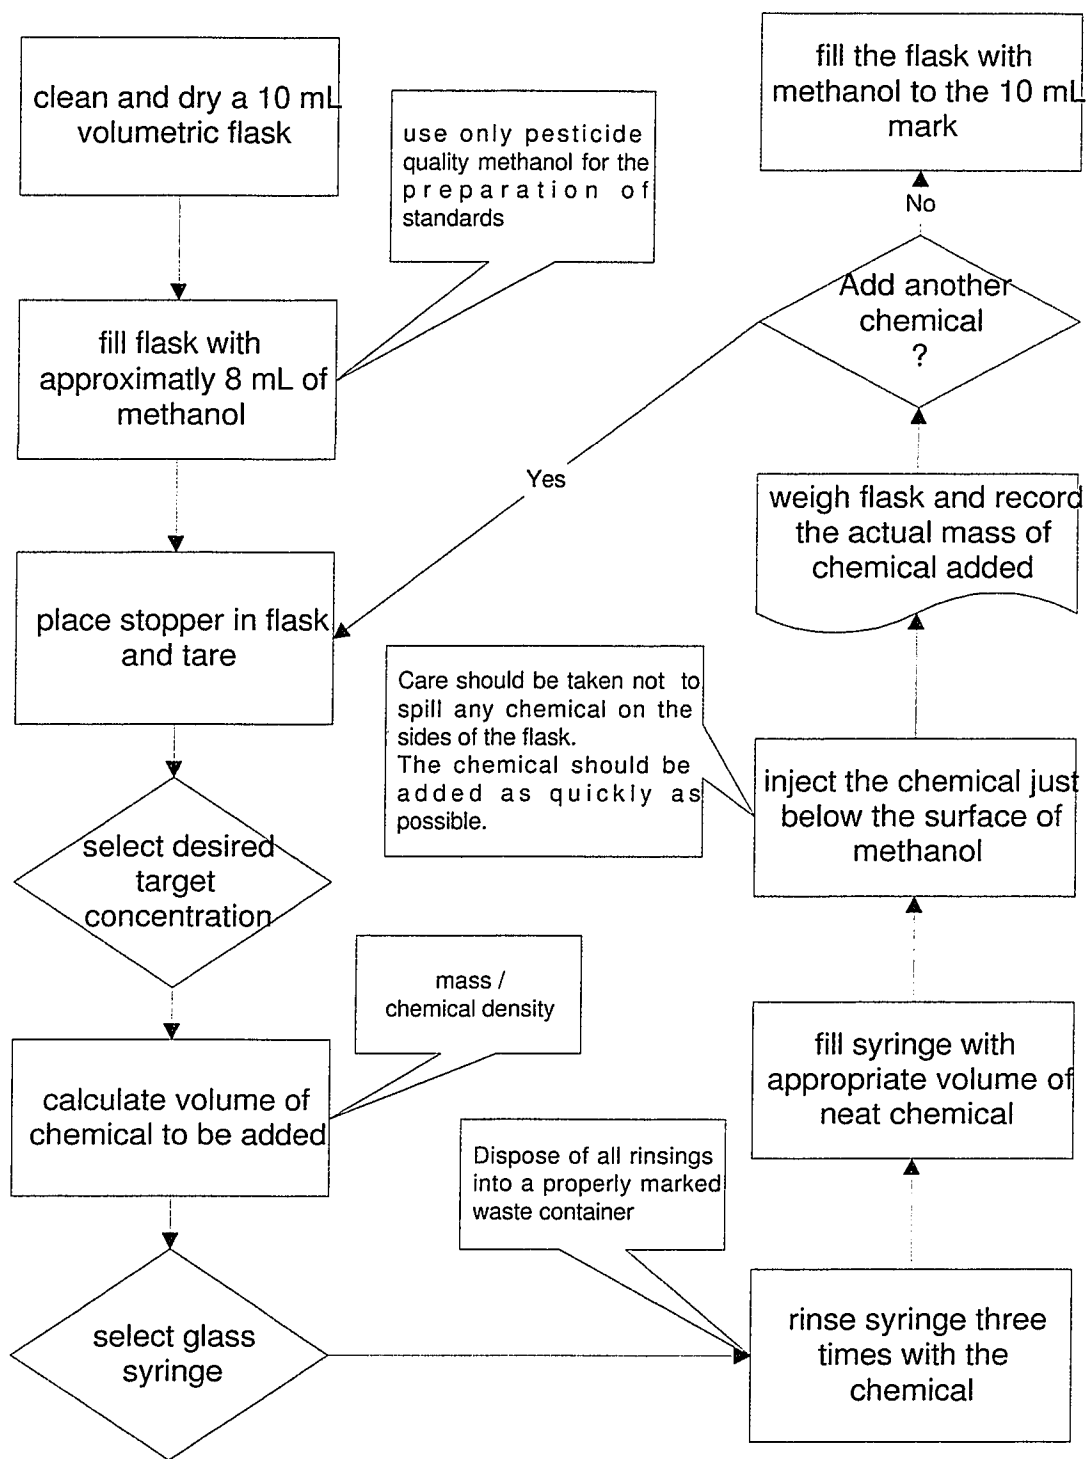 clean and dry a 10 mL
volumetric flask
use only pesticide
quality methanol for the
preparation of
standards
fill flask with
approximatly 8 mL of
methanol
place stopper in flask
and tare
select desired
target
concentration
mass /
chemical density
calculate volume of
chemical to be added
select glass
syringe
Dispose of all rinsings
into a properly marked
waste container
rinse syringe three
times with the
chemical
fill syringe with
appropriate volume of
neat chemical
Care should be taken not to
spill any chemical on the
sides of the flask.
The chemical should be
added as quickly as
possible.
inject the chemical just
below the surface of
methanol
weigh flask and record
the actual mass of
chemical added
Add another
chemical
?
Yes
No
fill the flask with
methanol to the 10 mL
mark